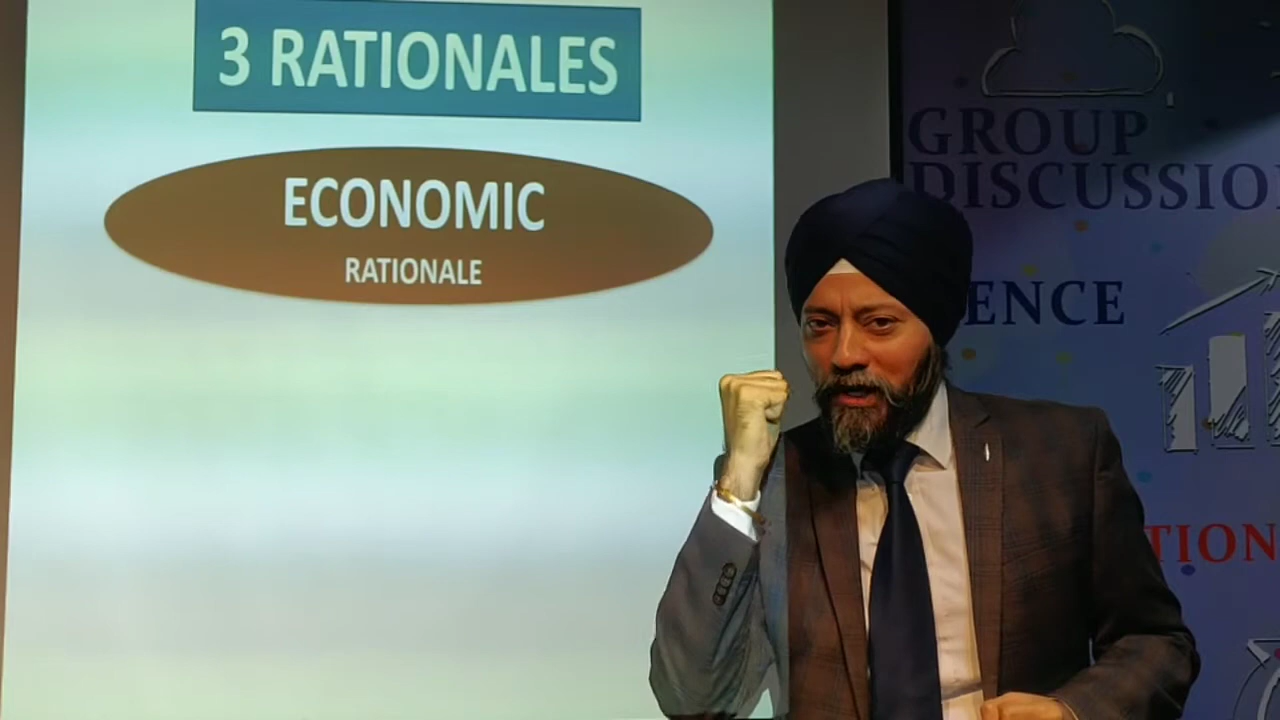 3 RATIONALES
ECONOMIC
RATIONALE
GROUP
DISCUSSIO
ENCE
TION